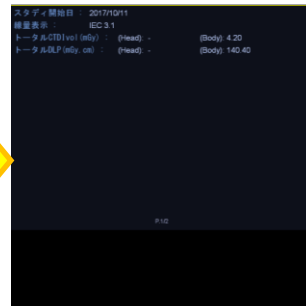 スタディ開始日 : 2017/10/11
線量表示 : IEC 3.1
トータルCTDIvol(mGy) : (Head): - (Body): 4.20
トータルDLP(mGy.cm) : (Head): - (Body): 140.40
P.1/2